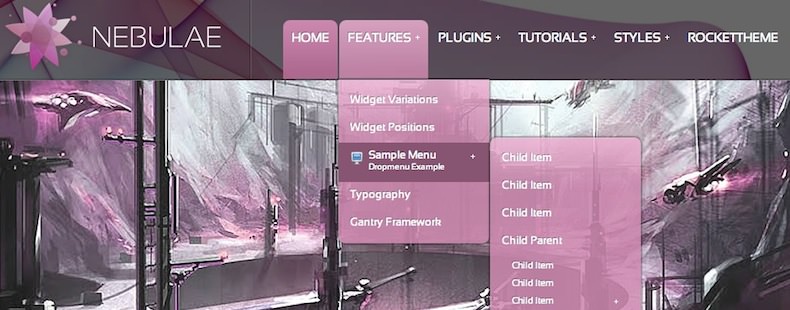 NEBULAE
HOME FEATURES + PLUGINS + TUTORIALS + STYLES + ROCKETTHEME
Widget Variations
Widget Positions
Sample Menu +
Dropmenu Example
Typography
Gantry Framework
Child Item
Child Item
Child Item
Child Parent
Child Item
Child Item
Child Item +